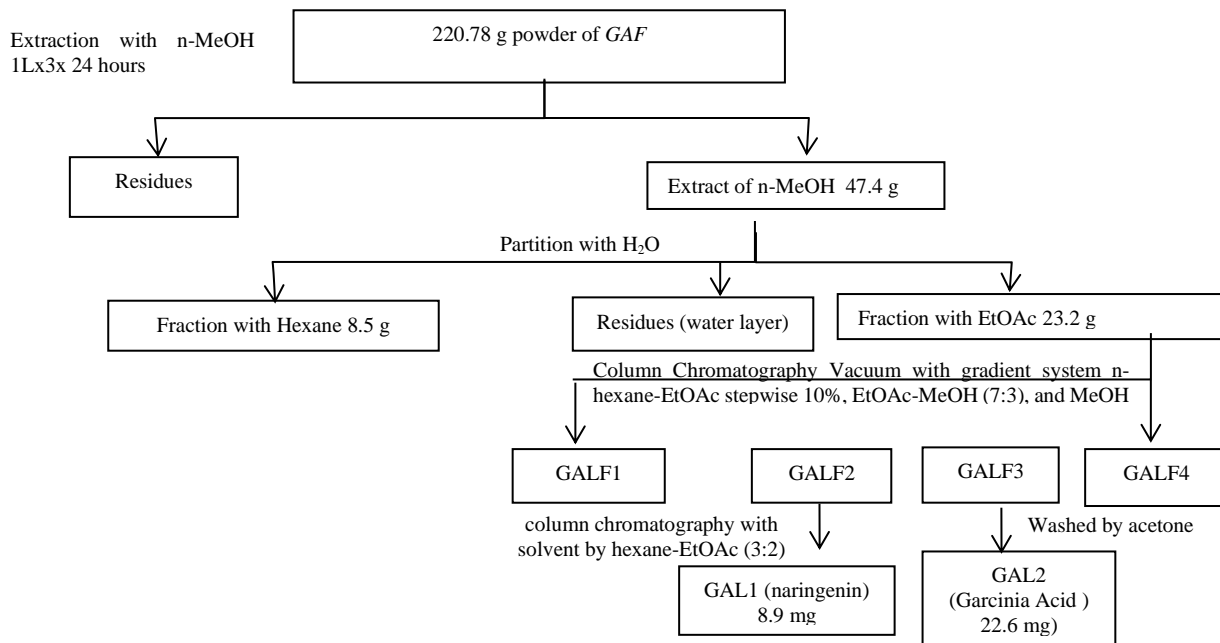 Extraction with n-MeOH
1Lx3x 24 hours
220.78 g powder of GAF
Residues
Extract of n-MeOH 47.4 g
Partition with H₂O
Fraction with Hexane 8.5 g
Residues (water layer)
Fraction with EtOAc 23.2 g
Column Chromatography Vacuum with gradient system n-
hexane-EtOAc stepwise 10%, EtOAc-MeOH (7:3), and MeOH
GALF1
GALF2
GALF3
GALF4
column chromatography with
solvent by hexane-EtOAc (3:2)
Washed by acetone
GAL1 (naringenin)
8.9 mg
GAL2
(Garcinia Acid )
22.6 mg)